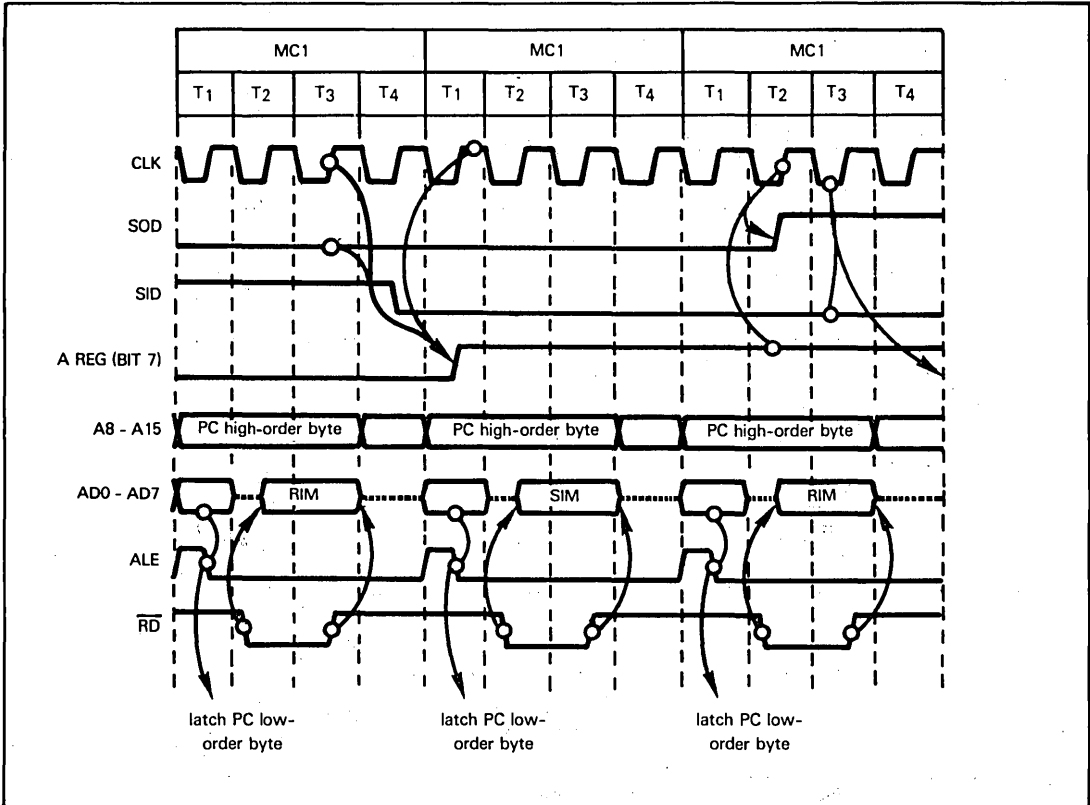 MC1 MC1 MC1
T1 T2 T3 T4 T1 T2 T3 T4 T1 T2 T3 T4
CLK
SOD
SID
A REG (BIT 7)
A8 - A15 PC high-order byte PC high-order byte PC high-order byte
AD0 - AD7 RIM SIM RIM
ALE
RD
latch PC low- latch PC low- latch PC low-
order byte order byte order byte